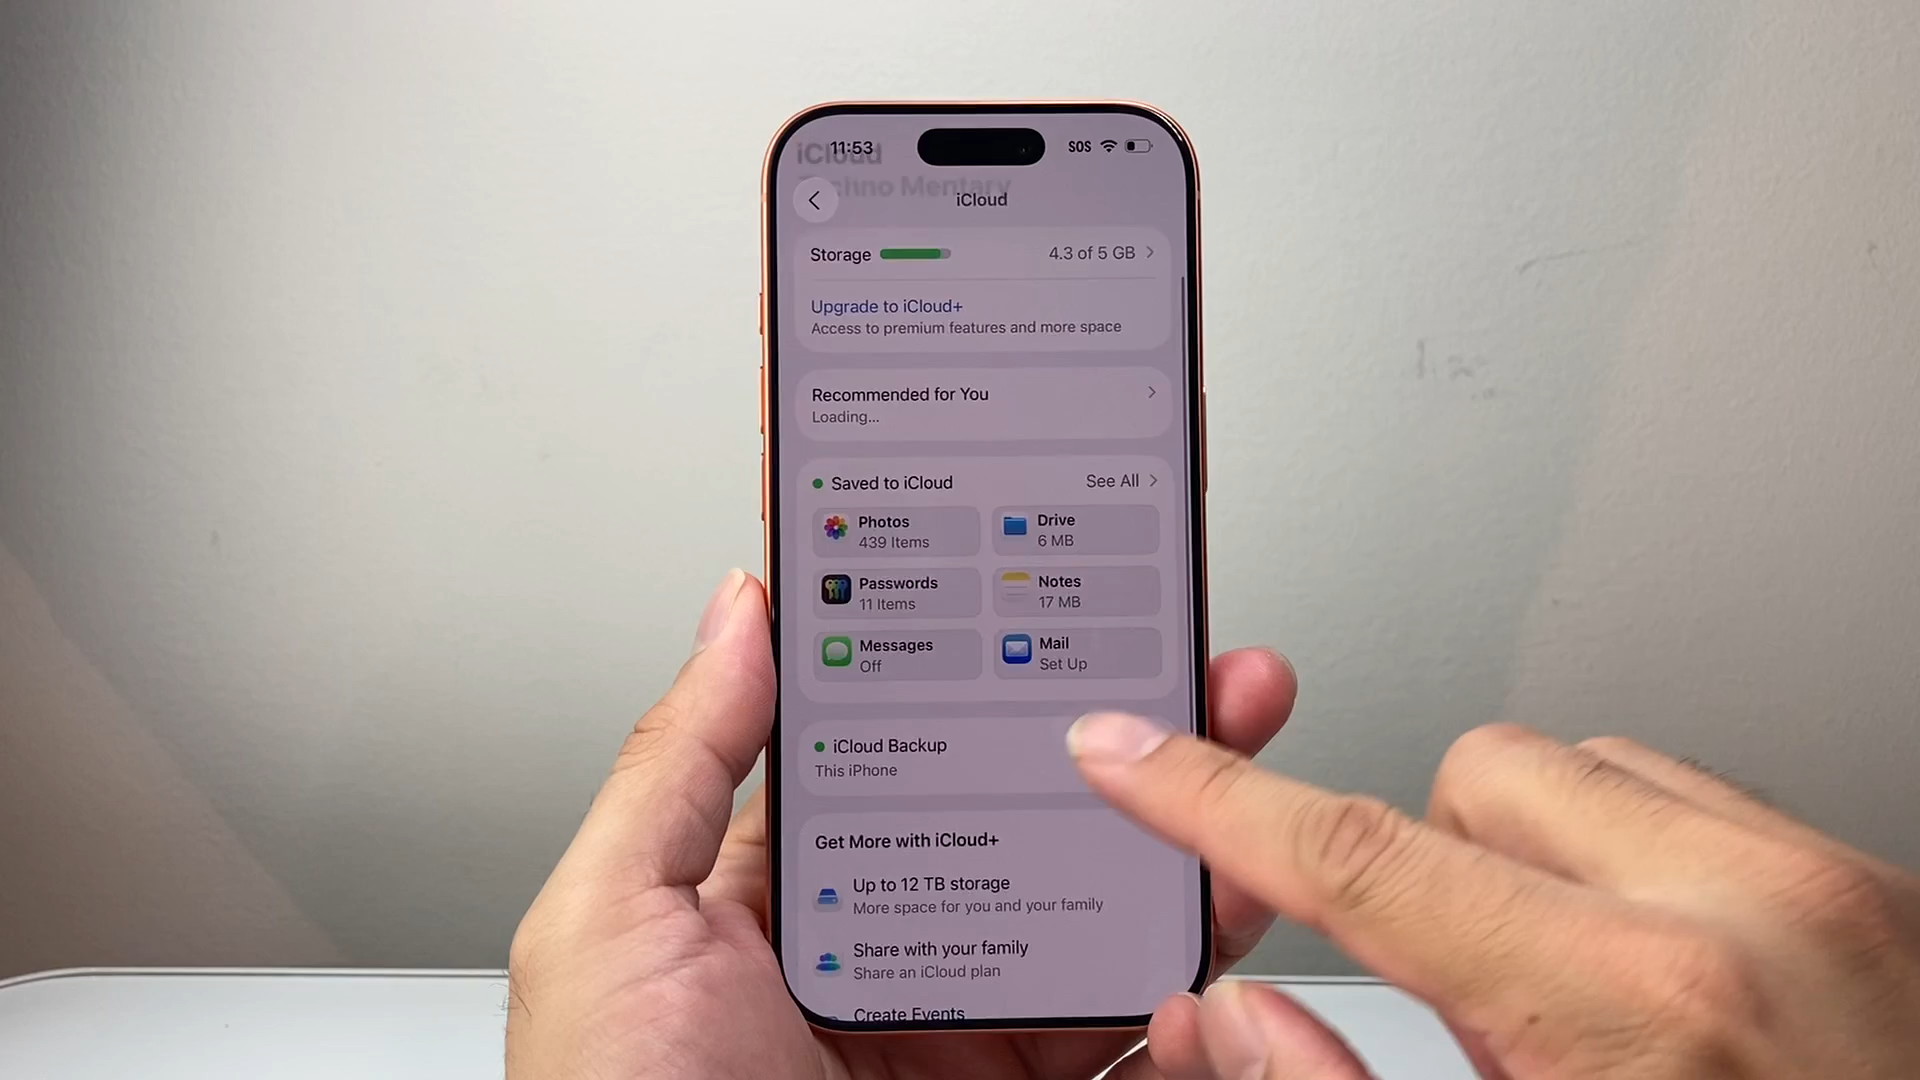 11:53
SOS
iCloud
Techno Mentary
iCloud
Storage
4.3 of 5 GB
Upgrade to iCloud+
Access to premium features and more space
Recommended for You
Loading...
Saved to iCloud
See All
Photos
439 Items
Drive
6 MB
Passwords
11 Items
Notes
17 MB
Messages
Off
Mail
Set Up
iCloud Backup
This iPhone
Get More with iCloud+
Up to 12 TB storage
More space for you and your family
Share with your family
Share an iCloud plan
Create Events